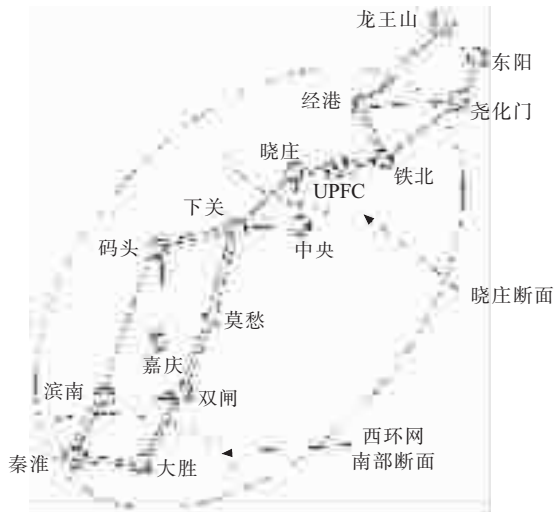 龙王山
东阳
经港
尧化门
晓庄
铁北
UPFC
下关
中央
码头
晓庄断面
莫愁
嘉庆
滨南
双闸
西环网
南部断面
秦淮
大胜